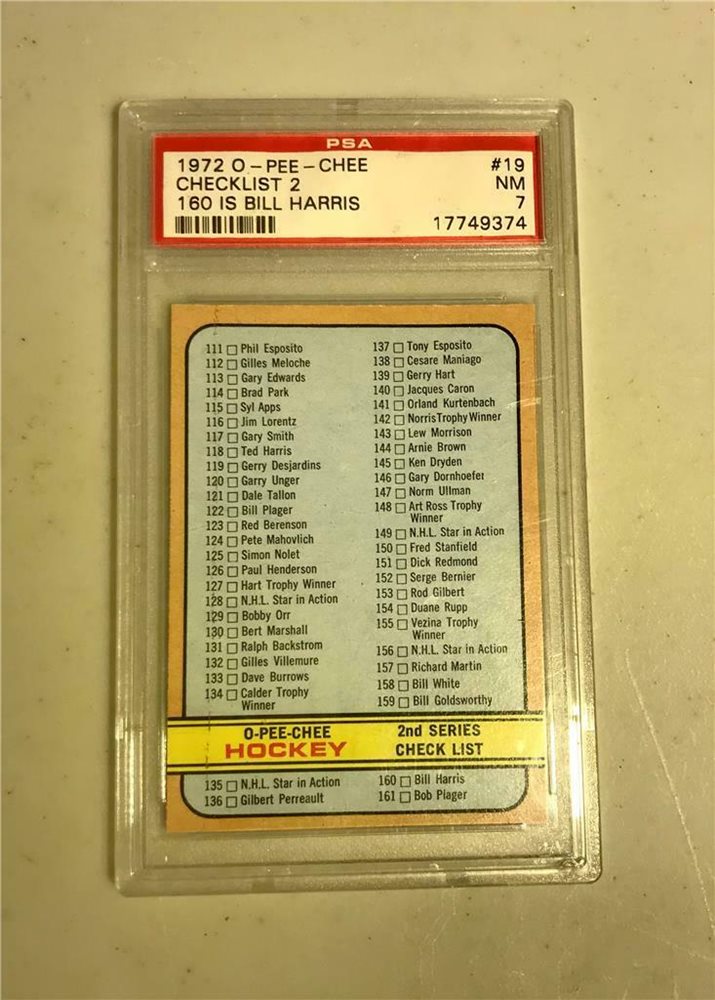 PSA
1972 O-PEE-CHEE #19
CHECKLIST 2 NM
160 IS BILL HARRIS 7
17749374
111 Phil Esposito
112 Gilles Meloche
113 Gary Edwards
114 Brad Park
115 Syl Apps
116 Jim Lorentz
117 Gary Smith
118 Ted Harris
119 Gerry Desjardins
120 Garry Unger
121 Dale Tallon
122 Bill Plager
123 Red Berenson
124 Pete Mahovlich
125 Simon Nolet
126 Paul Henderson
127 Hart Trophy Winner
128 N.H.L. Star in Action
129 Bobby Orr
130 Bert Marshall
131 Ralph Backstrom
132 Gilles Villemure
133 Dave Burrows
134 Calder Trophy
Winner
137 Tony Esposito
138 Cesare Maniago
139 Gerry Hart
140 Jacques Caron
141 Orland Kurtenbach
142 Norris Trophy Winner
143 Lew Morrison
144 Arnie Brown
145 Ken Dryden
146 Gary Dornhoefer
147 Norm Ullman
148 Art Ross Trophy
Winner
149 N.H.L. Star in Action
150 Fred Stanfield
151 Dick Redmond
152 Serge Bernier
153 Rod Gilbert
154 Duane Rupp
155 Vezina Trophy
Winner
156 N.H.L. Star in Action
157 Richard Martin
158 Bill White
159 Bill Goldsworthy
O-PEE-CHEE
HOCKEY
2nd SERIES
CHECK LIST
135 N.H.L. Star in Action
136 Gilbert Perreault
160 Bill Harris
161 Bob Plager